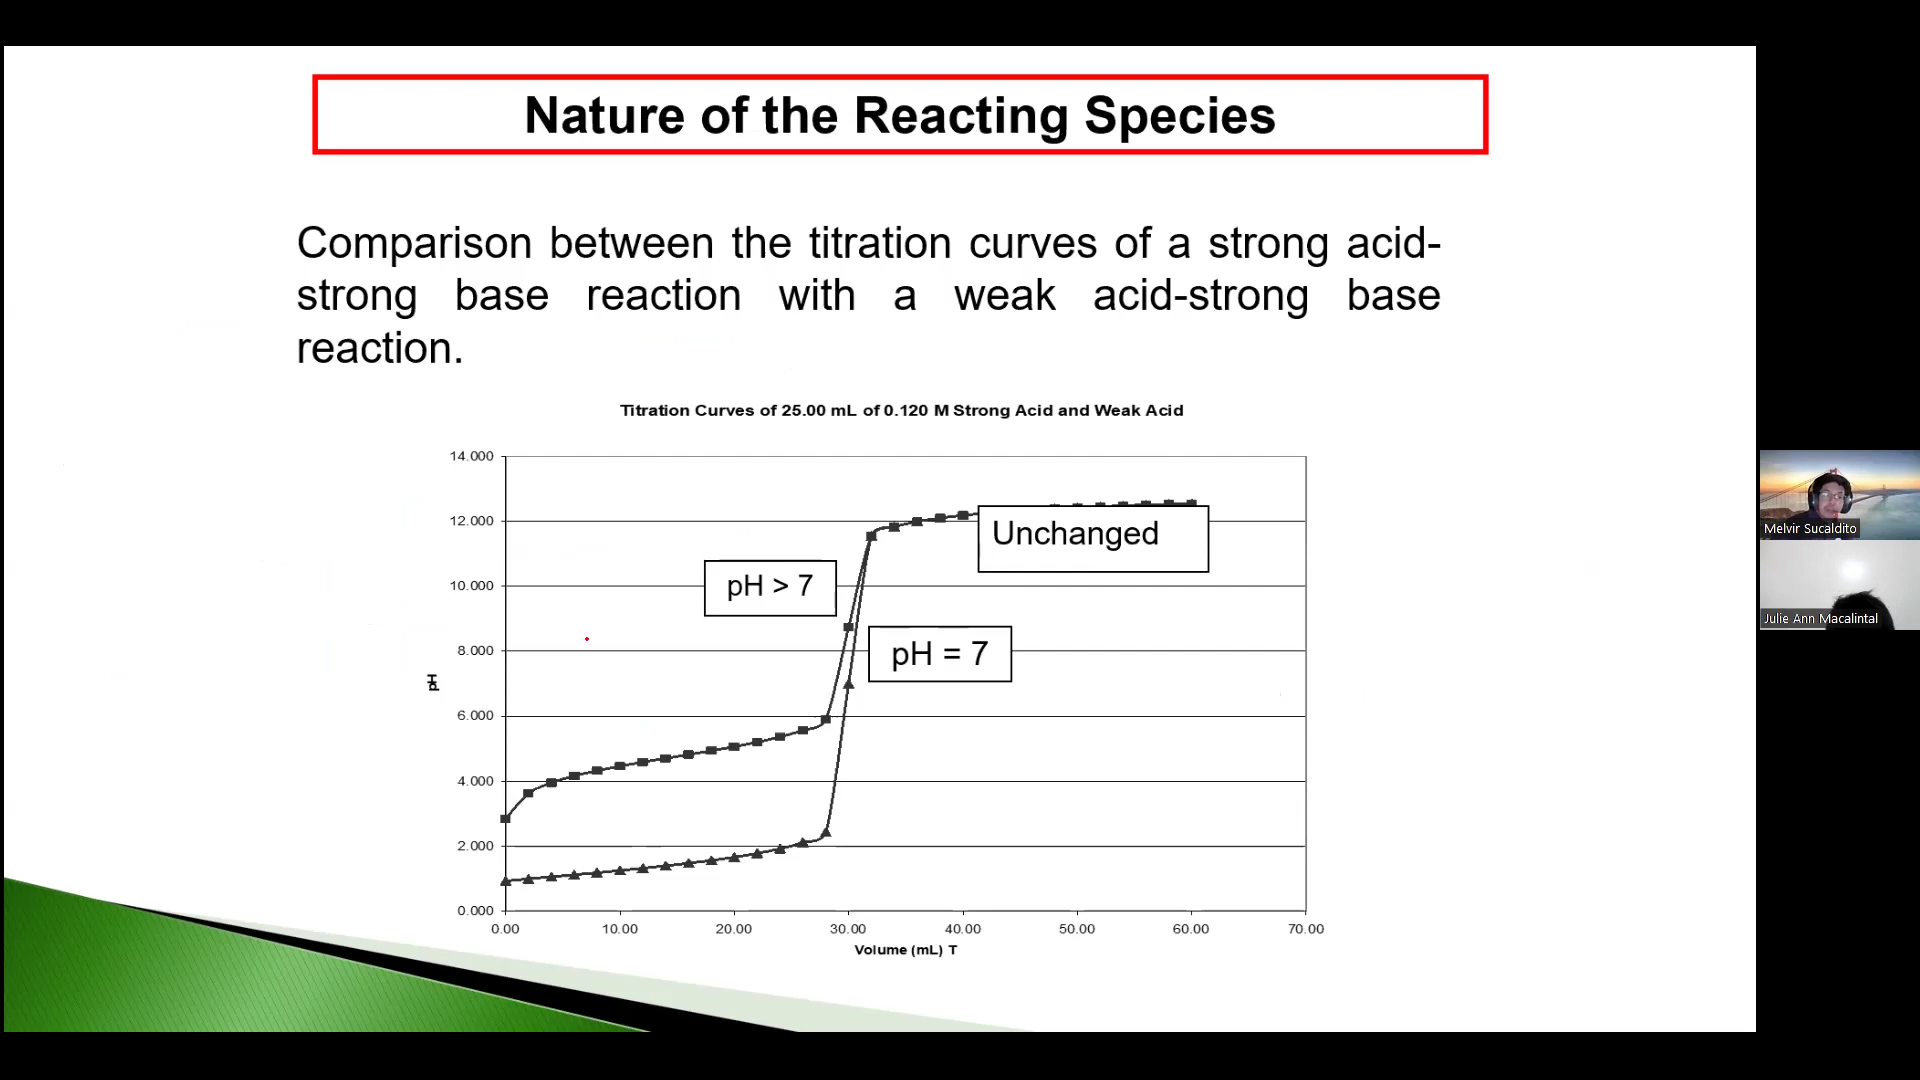 Nature of the Reacting Species
Comparison between the titration curves of a strong acid-
strong base reaction with a weak acid-strong base
reaction.
Titration Curves of 25.00 mL of 0.120 M Strong Acid and Weak Acid
14.000
12.000
10.000
8.000
6.000
4.000
2.000
0.000
pH
Unchanged
pH > 7
pH = 7
0.00 10.00 20.00 30.00 40.00 50.00 60.00 70.00
Volume (mL) T
Melvir Sucaldito
Julie Ann Macalintal